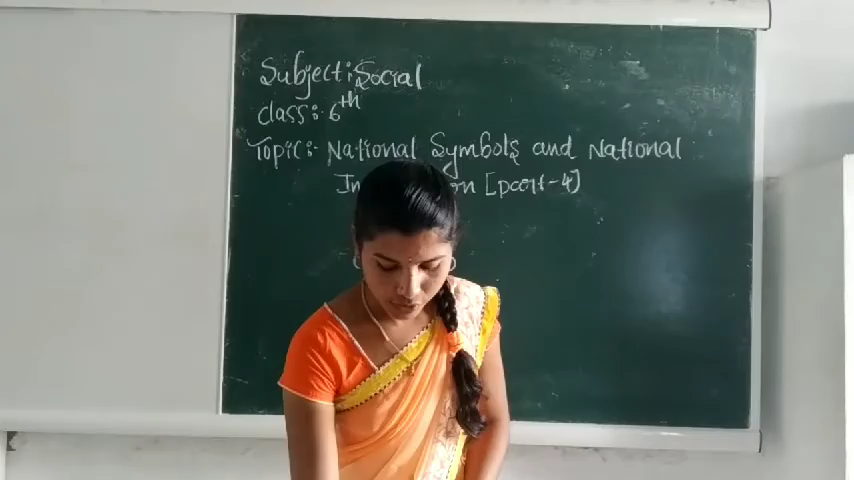 Subject:Social
class: 6th
Topic:- National Symbols and National
[part-4]